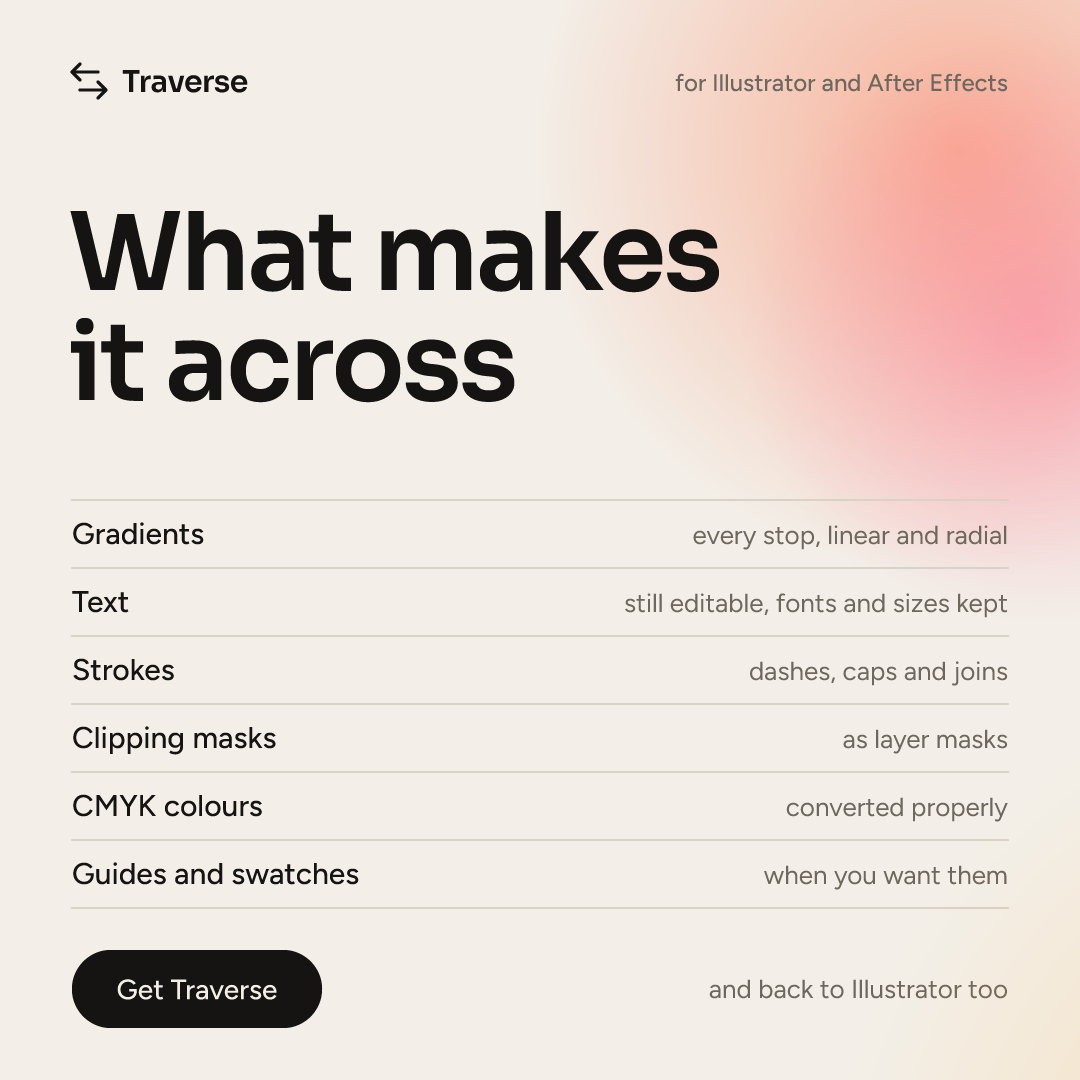 Traverse
for Illustrator and After Effects
What makes
it across
Gradients
every stop, linear and radial
Text
still editable, fonts and sizes kept
Strokes
dashes, caps and joins
Clipping masks
as layer masks
CMYK colours
converted properly
Guides and swatches
when you want them
Get Traverse
and back to Illustrator too